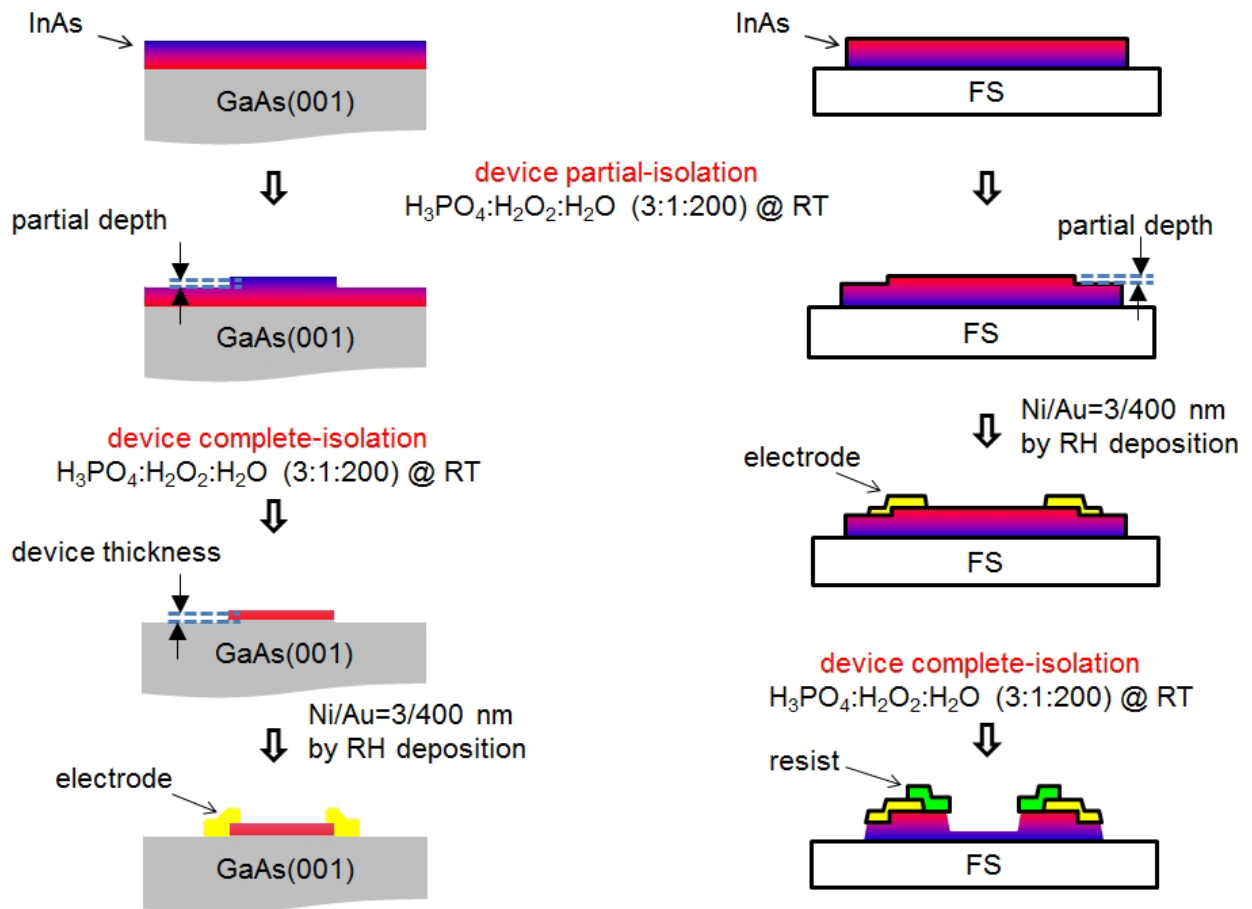 InAs
GaAs(001)
InAs
FS
device partial-isolation
H₃PO₄:H₂O₂:H₂O (3:1:200) @ RT
partial depth
GaAs(001)
partial depth
FS
device complete-isolation
H₃PO₄:H₂O₂:H₂O (3:1:200) @ RT
device thickness
GaAs(001)
Ni/Au=3/400 nm
by RH deposition
electrode
GaAs(001)
Ni/Au=3/400 nm
by RH deposition
electrode
FS
device complete-isolation
H₃PO₄:H₂O₂:H₂O (3:1:200) @ RT
resist
FS